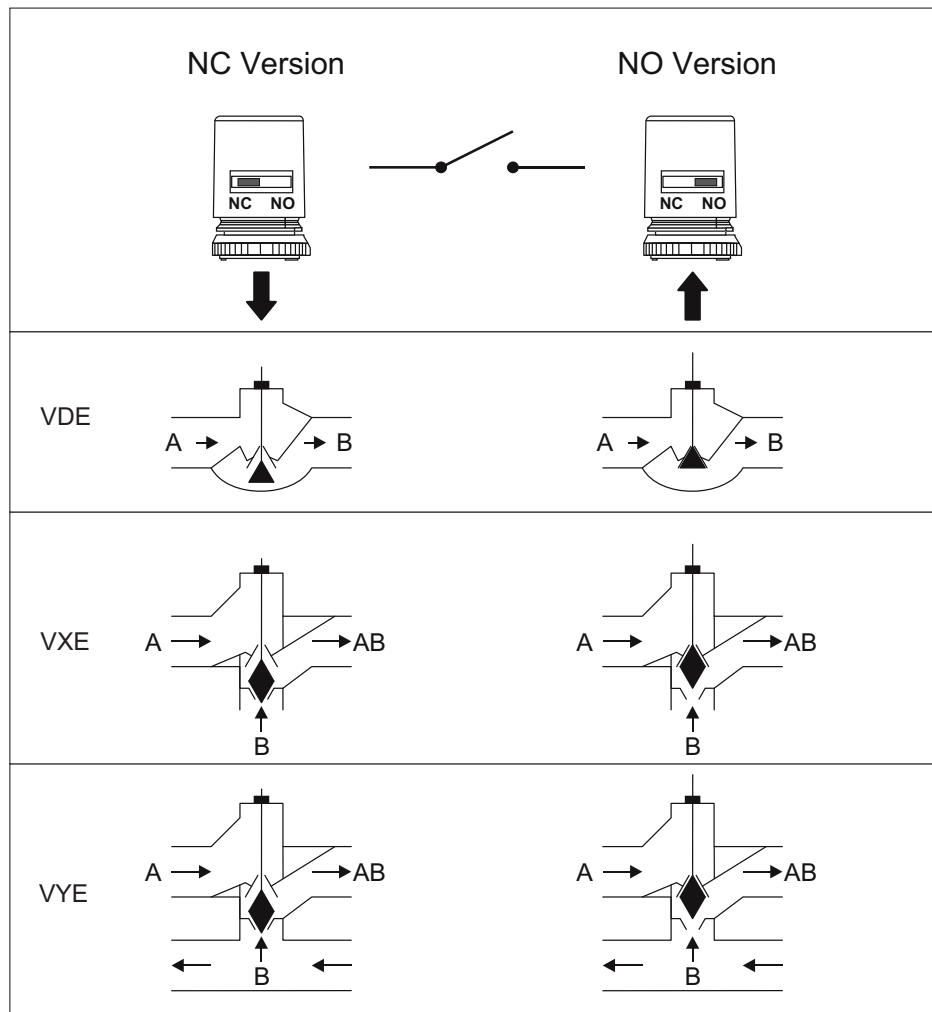 NC Version NO Version
NC NO NC NO
VDE
A B A B
VXE
A AB A AB
B B
VYE
A AB A AB
B B